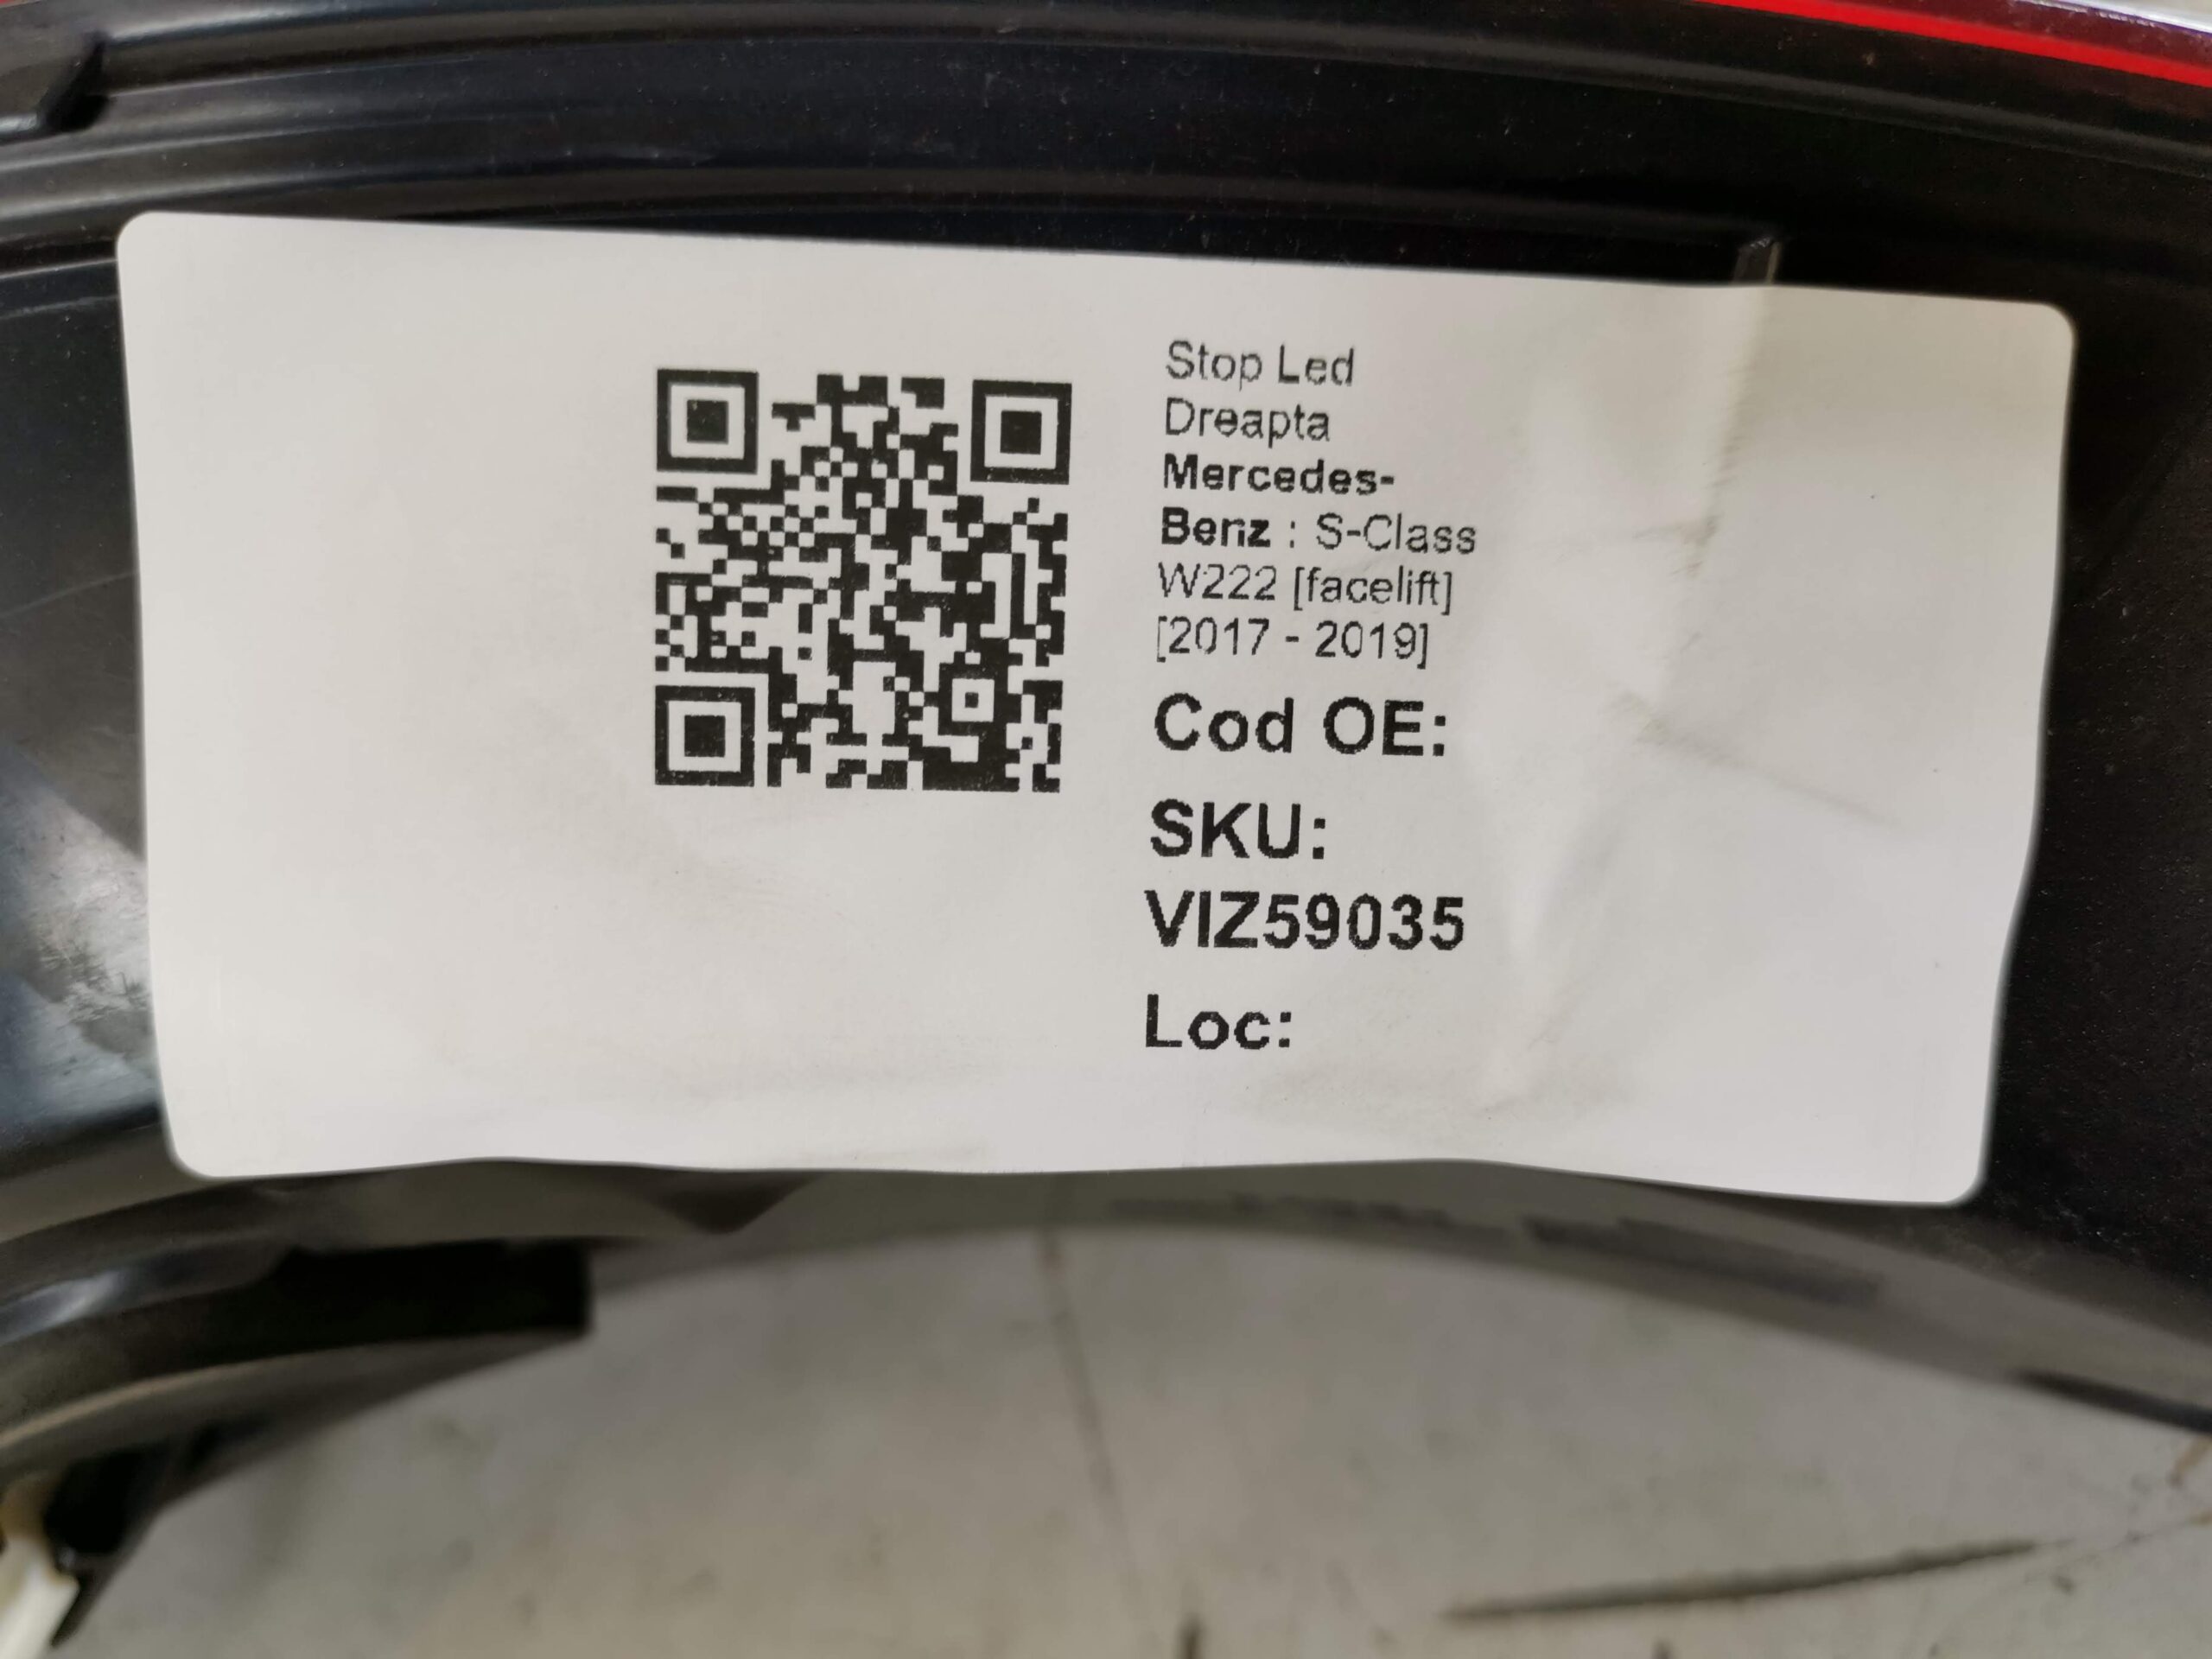 Stop Led
Dreapta
Mercedes-
Benz : S-Class
W222 [facelift]
[2017 - 2019]
Cod OE:
SKU:
VIZ59035
Loc: